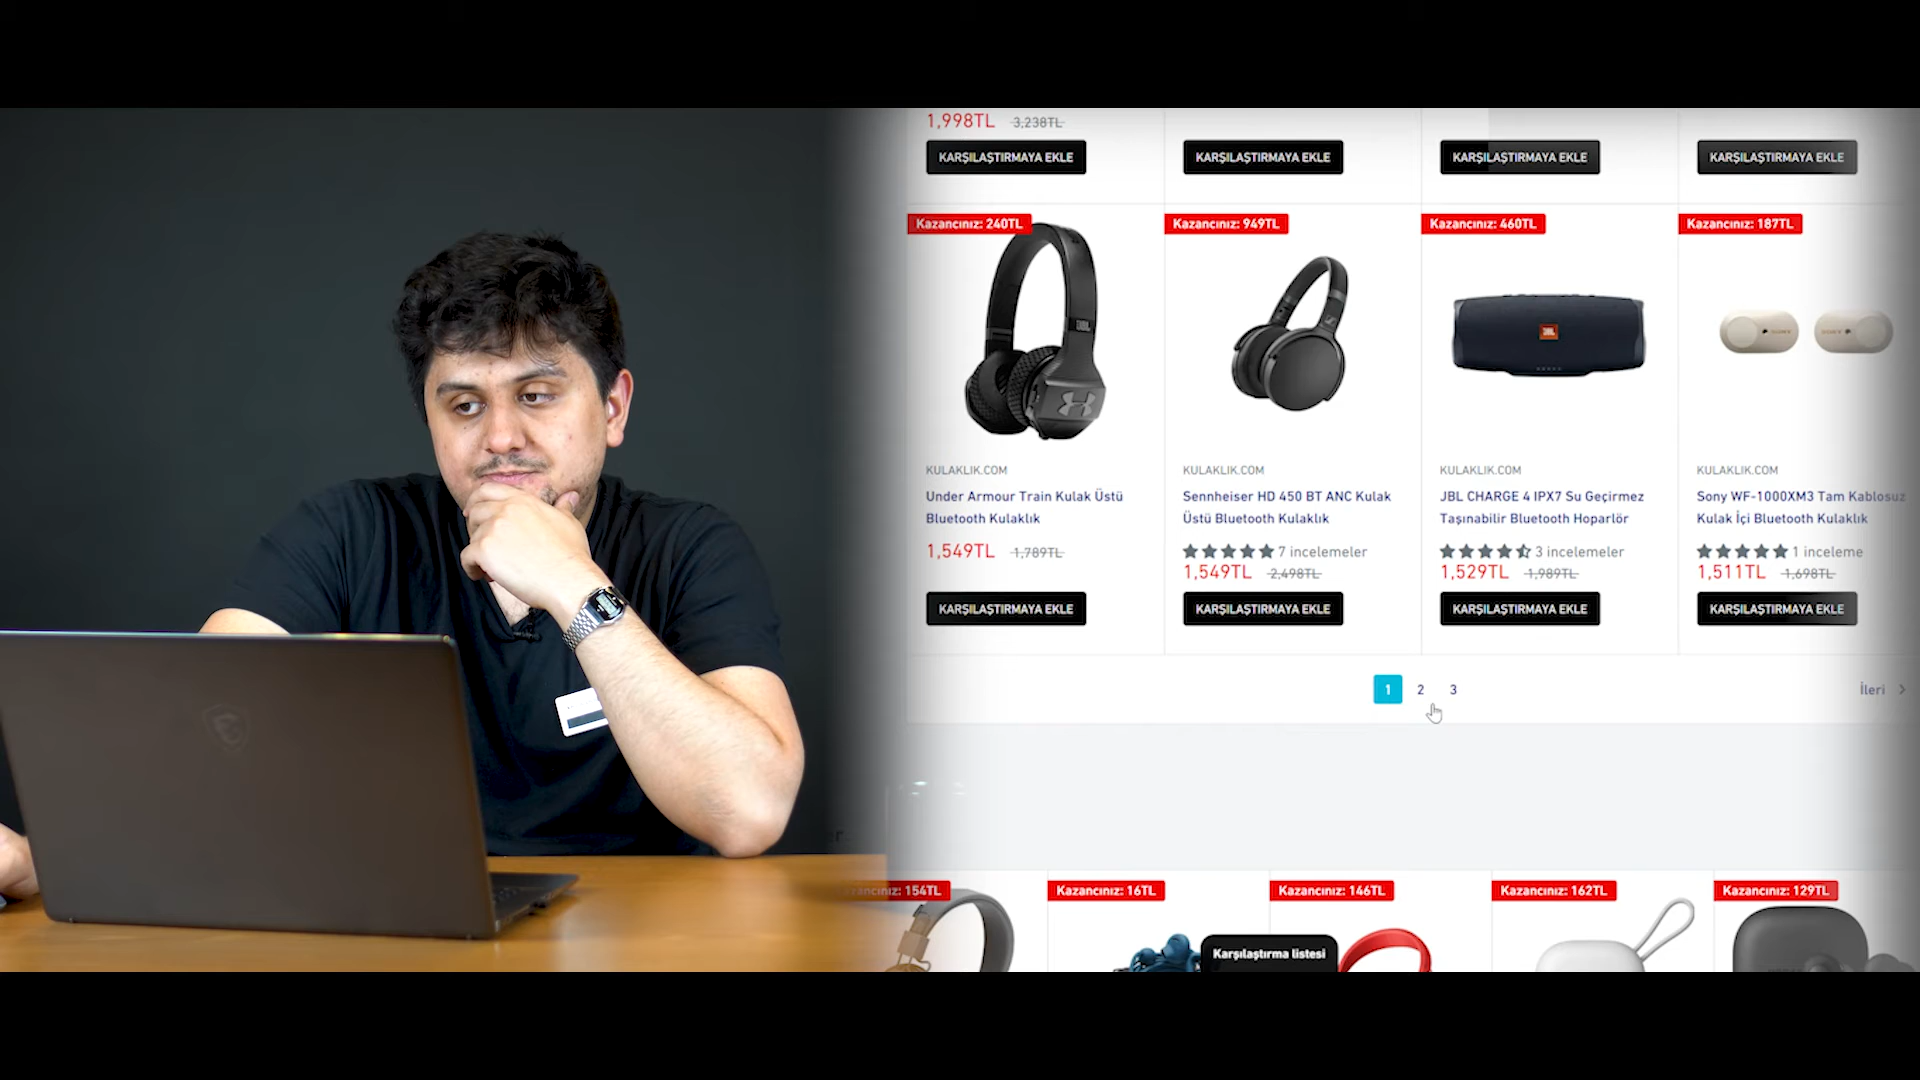 1,998TL 3,238TL
KARŞILAŞTIRMAYA EKLE
KARŞILAŞTIRMAYA EKLE
KARŞILAŞTIRMAYA EKLE
KARŞILAŞTIRMAYA EKLE
Kazancınız: 240TL
Kazancınız: 949TL
Kazancınız: 460TL
Kazancınız: 187TL
JBL
JBL
SONY
KULAKLIK.COM
Under Armour Train Kulak Üstü
Bluetooth Kulaklık
1,549TL 1,789TL
KARŞILAŞTIRMAYA EKLE
KULAKLIK.COM
Sennheiser HD 450 BT ANC Kulak
Üstü Bluetooth Kulaklık
7 incelemeler
1,549TL 2,498TL
KARŞILAŞTIRMAYA EKLE
KULAKLIK.COM
JBL CHARGE 4 IPX7 Su Geçirmez
Taşınabilir Bluetooth Hoparlör
3 incelemeler
1,529TL 1,989TL
KARŞILAŞTIRMAYA EKLE
KULAKLIK.COM
Sony WF-1000XM3 Tam Kablosuz
Kulak İçi Bluetooth Kulaklık
1 inceleme
1,511TL 1,698TL
KARŞILAŞTIRMAYA EKLE
1 2 3
İleri
Kazancınız: 154TL
Kazancınız: 16TL
Kazancınız: 146TL
Kazancınız: 162TL
Kazancınız: 129TL
Karşılaştırma listesi